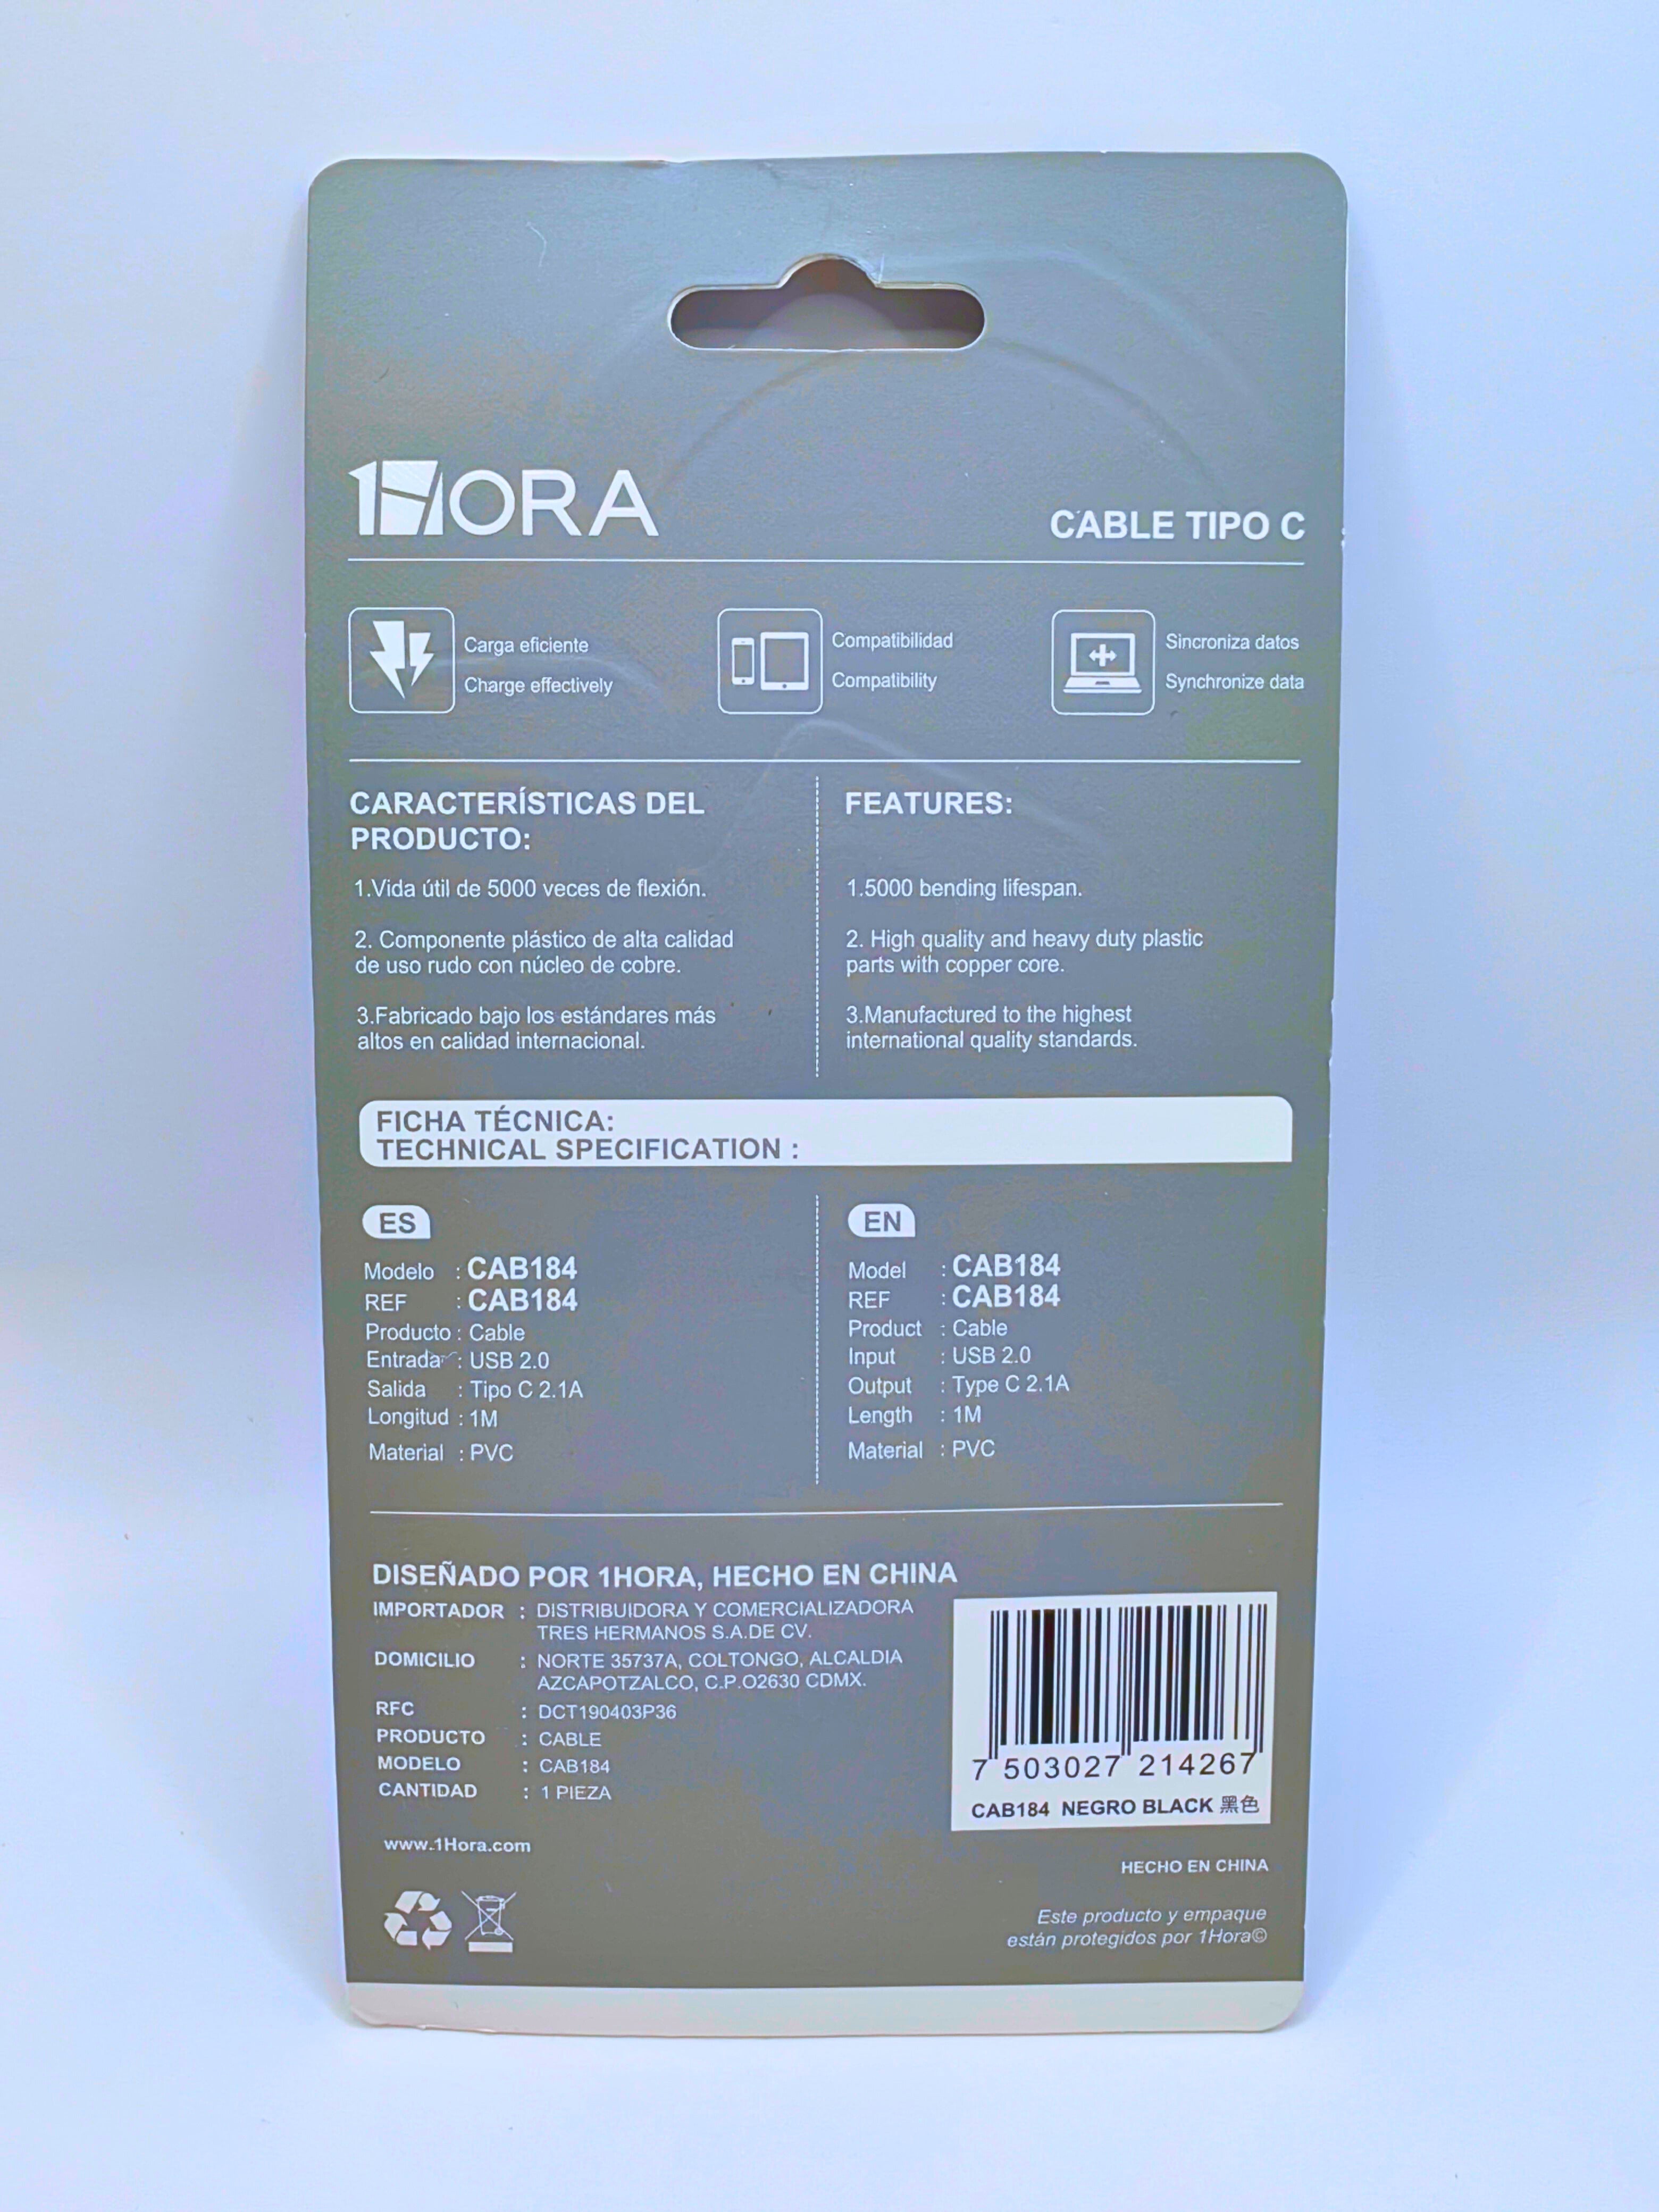 1HORA
CABLE TIPO C
Carga eficiente
Charge effectively
Compatibilidad
Compatibility
Sincroniza datos
Synchronize data
CARACTERÍSTICAS DEL
PRODUCTO:
1.Vida útil de 5000 veces de flexión.
2. Componente plástico de alta calidad
de uso rudo con núcleo de cobre.
3.Fabricado bajo los estándares más
altos en calidad internacional.
FEATURES:
1.5000 bending lifespan.
2. High quality and heavy duty plastic
parts with copper core.
3.Manufactured to the highest
international quality standards.
FICHA TÉCNICA:
TECHNICAL SPECIFICATION :
ES
Modelo : CAB184
REF : CAB184
Producto : Cable
Entrada : USB 2.0
Salida : Tipo C 2.1A
Longitud : 1M
Material : PVC
EN
Model : CAB184
REF : CAB184
Product : Cable
Input : USB 2.0
Output : Type C 2.1A
Length : 1M
Material : PVC
DISEÑADO POR 1HORA, HECHO EN CHINA
IMPORTADOR : DISTRIBUIDORA Y COMERCIALIZADORA
TRES HERMANOS S.A.DE CV.
DOMICILIO : NORTE 35737A, COLTONGO, ALCALDIA
AZCAPOTZALCO, C.P.O2630 CDMX.
RFC : DCT190403P36
PRODUCTO : CABLE
MODELO : CAB184
CANTIDAD : 1 PIEZA
www.1Hora.com
7 503027 214267
CAB184 NEGRO BLACK 黑色
HECHO EN CHINA
Este producto y empaque
están protegidos por 1Hora©